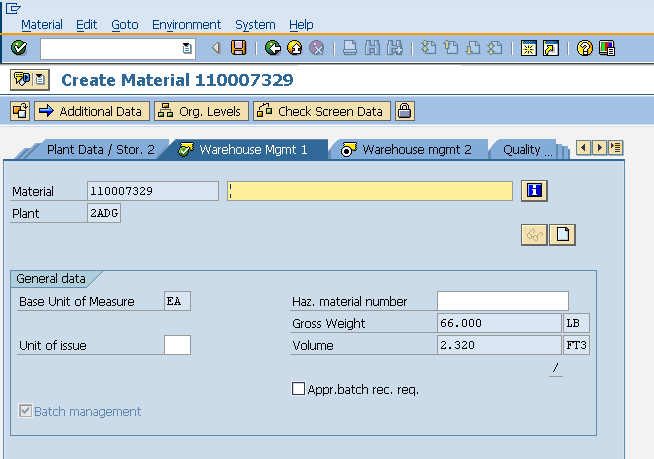 Material Edit Goto Environment System Help
Create Material 110007329
Additional Data Org. Levels Check Screen Data
Plant Data / Stor. 2 Warehouse Mgmt 1 Warehouse mgmt 2 Quality ...
Material 110007329
Plant 2ADG
General data
Base Unit of Measure EA Haz. material number
Gross Weight 66.000 LB
Unit of issue Volume 2.320 FT3
/
Appr.batch rec. req.
Batch management